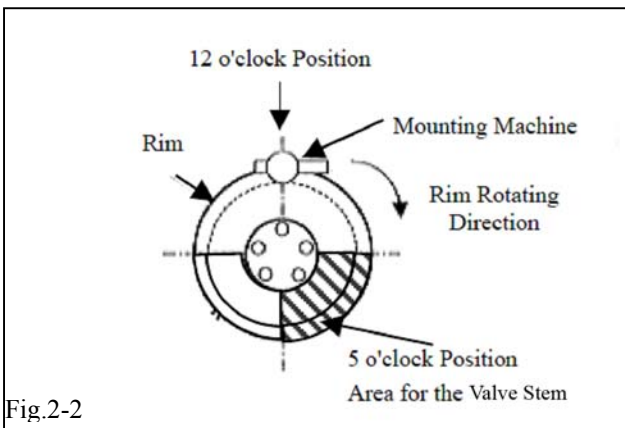 12 o'clock Position
Mounting Machine
Rim
Rim Rotating
Direction
5 o'clock Position
Area for the Valve Stem
Fig.2-2